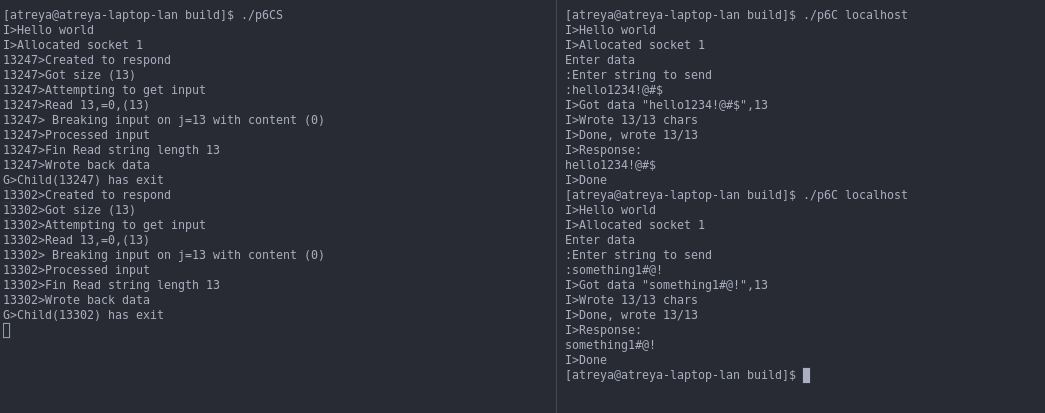 [atreya@atreya-laptop-lan build]$ ./p6CS
I>Hello world
I>Allocated socket 1
13247>Created to respond
13247>Got size (13)
13247>Attempting to get input
13247>Read 13,=0,(13)
13247> Breaking input on j=13 with content (0)
13247>Processed input
13247>Fin Read string length 13
13247>Wrote back data
G>Child(13247) has exit
13302>Created to respond
13302>Got size (13)
13302>Attempting to get input
13302>Read 13,=0,(13)
13302> Breaking input on j=13 with content (0)
13302>Processed input
13302>Fin Read string length 13
13302>Wrote back data
G>Child(13302) has exit
[atreya@atreya-laptop-lan build]$ ./p6C localhost
I>Hello world
I>Allocated socket 1
Enter data
:Enter string to send
:hello1234!@#$
I>Got data "hello1234!@#$",13
I>Wrote 13/13 chars
I>Done, wrote 13/13
I>Response:
hello1234!@#$
I>Done
[atreya@atreya-laptop-lan build]$ ./p6C localhost
I>Hello world
I>Allocated socket 1
Enter data
:Enter string to send
:something1#@!
I>Got data "something1#@!",13
I>Wrote 13/13 chars
I>Done, wrote 13/13
I>Response:
something1#@!
I>Done
[atreya@atreya-laptop-lan build]$